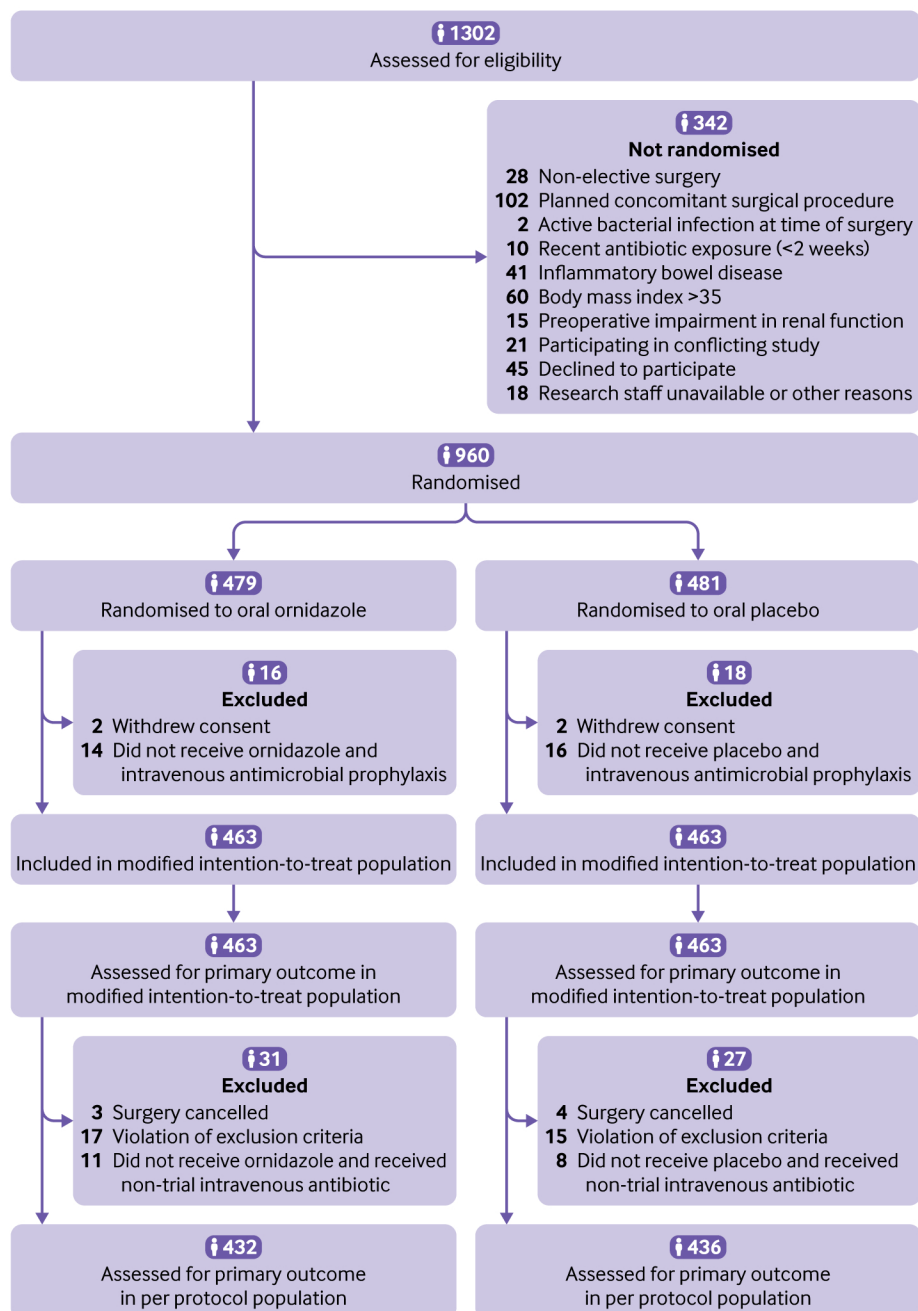 1302
Assessed for eligibility
342
Not randomised
28 Non-elective surgery
102 Planned concomitant surgical procedure
2 Active bacterial infection at time of surgery
10 Recent antibiotic exposure (<2 weeks)
41 Inflammatory bowel disease
60 Body mass index >35
15 Preoperative impairment in renal function
21 Participating in conflicting study
45 Declined to participate
18 Research staff unavailable or other reasons
960
Randomised
479
Randomised to oral ornidazole
481
Randomised to oral placebo
16
Excluded
2 Withdrew consent
14 Did not receive ornidazole and
intravenous antimicrobial prophylaxis
18
Excluded
2 Withdrew consent
16 Did not receive placebo and
intravenous antimicrobial prophylaxis
463
Included in modified intention-to-treat population
463
Included in modified intention-to-treat population
463
Assessed for primary outcome in
modified intention-to-treat population
463
Assessed for primary outcome in
modified intention-to-treat population
31
Excluded
3 Surgery cancelled
17 Violation of exclusion criteria
11 Did not receive ornidazole and received
non-trial intravenous antibiotic
27
Excluded
4 Surgery cancelled
15 Violation of exclusion criteria
8 Did not receive placebo and received
non-trial intravenous antibiotic
432
Assessed for primary outcome
in per protocol population
436
Assessed for primary outcome
in per protocol population